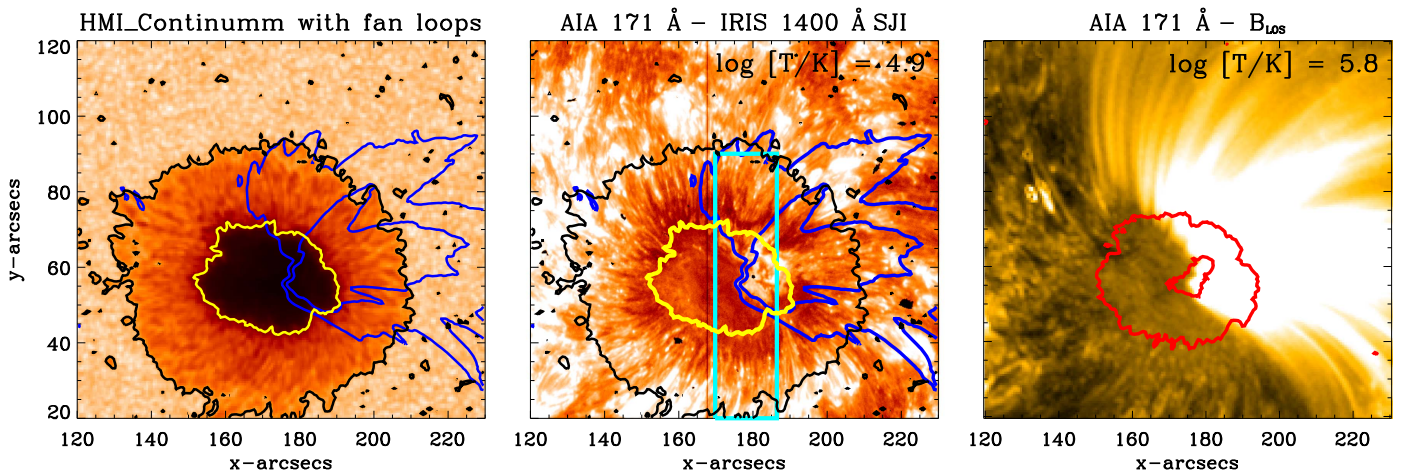 HMI_Continumm with fan loops
AIA 171 Å – IRIS 1400 Å SJI
AIA 171 Å – B_LOS
log [T/K] = 4.9
log [T/K] = 5.8
120
100
80
60
40
20
y-arcsecs
120 140 160 180 200 220
120 140 160 180 200 220
120 140 160 180 200 220
x-arcsecs
x-arcsecs
x-arcsecs